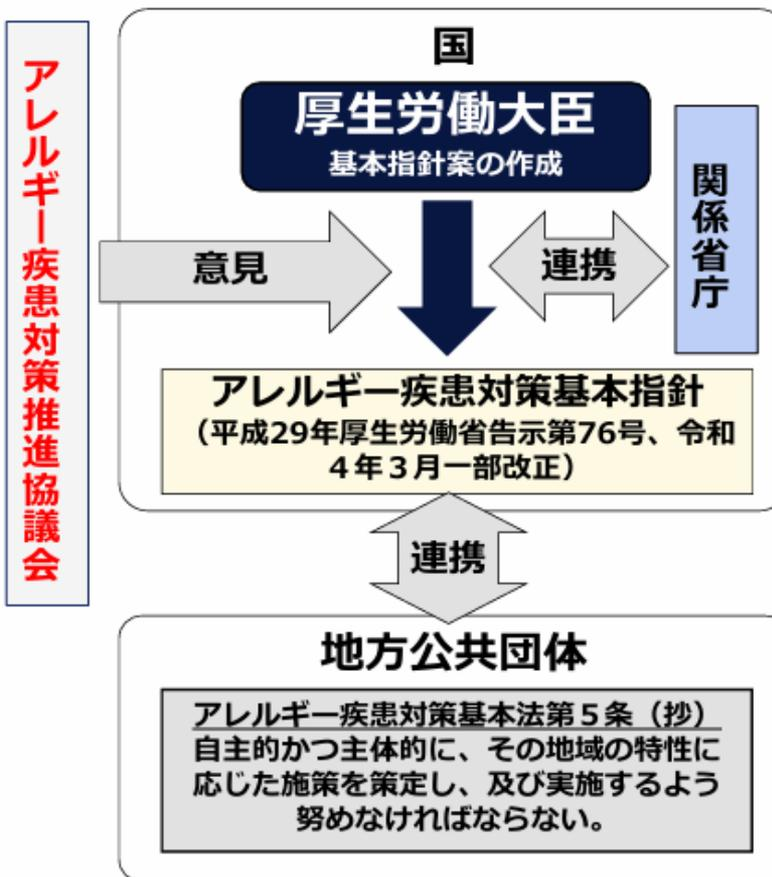 アレルギー疾患対策推進協議会
国
厚生労働大臣
基本指針案の作成
意見
連携
関係省庁
アレルギー疾患対策基本指針
（平成29年厚生労働省告示第76号、令和
４年３月一部改正）
連携
地方公共団体
アレルギー疾患対策基本法第５条（抄）
自主的かつ主体的に、その地域の特性に
応じた施策を策定し、及び実施するよう
努めなければならない。